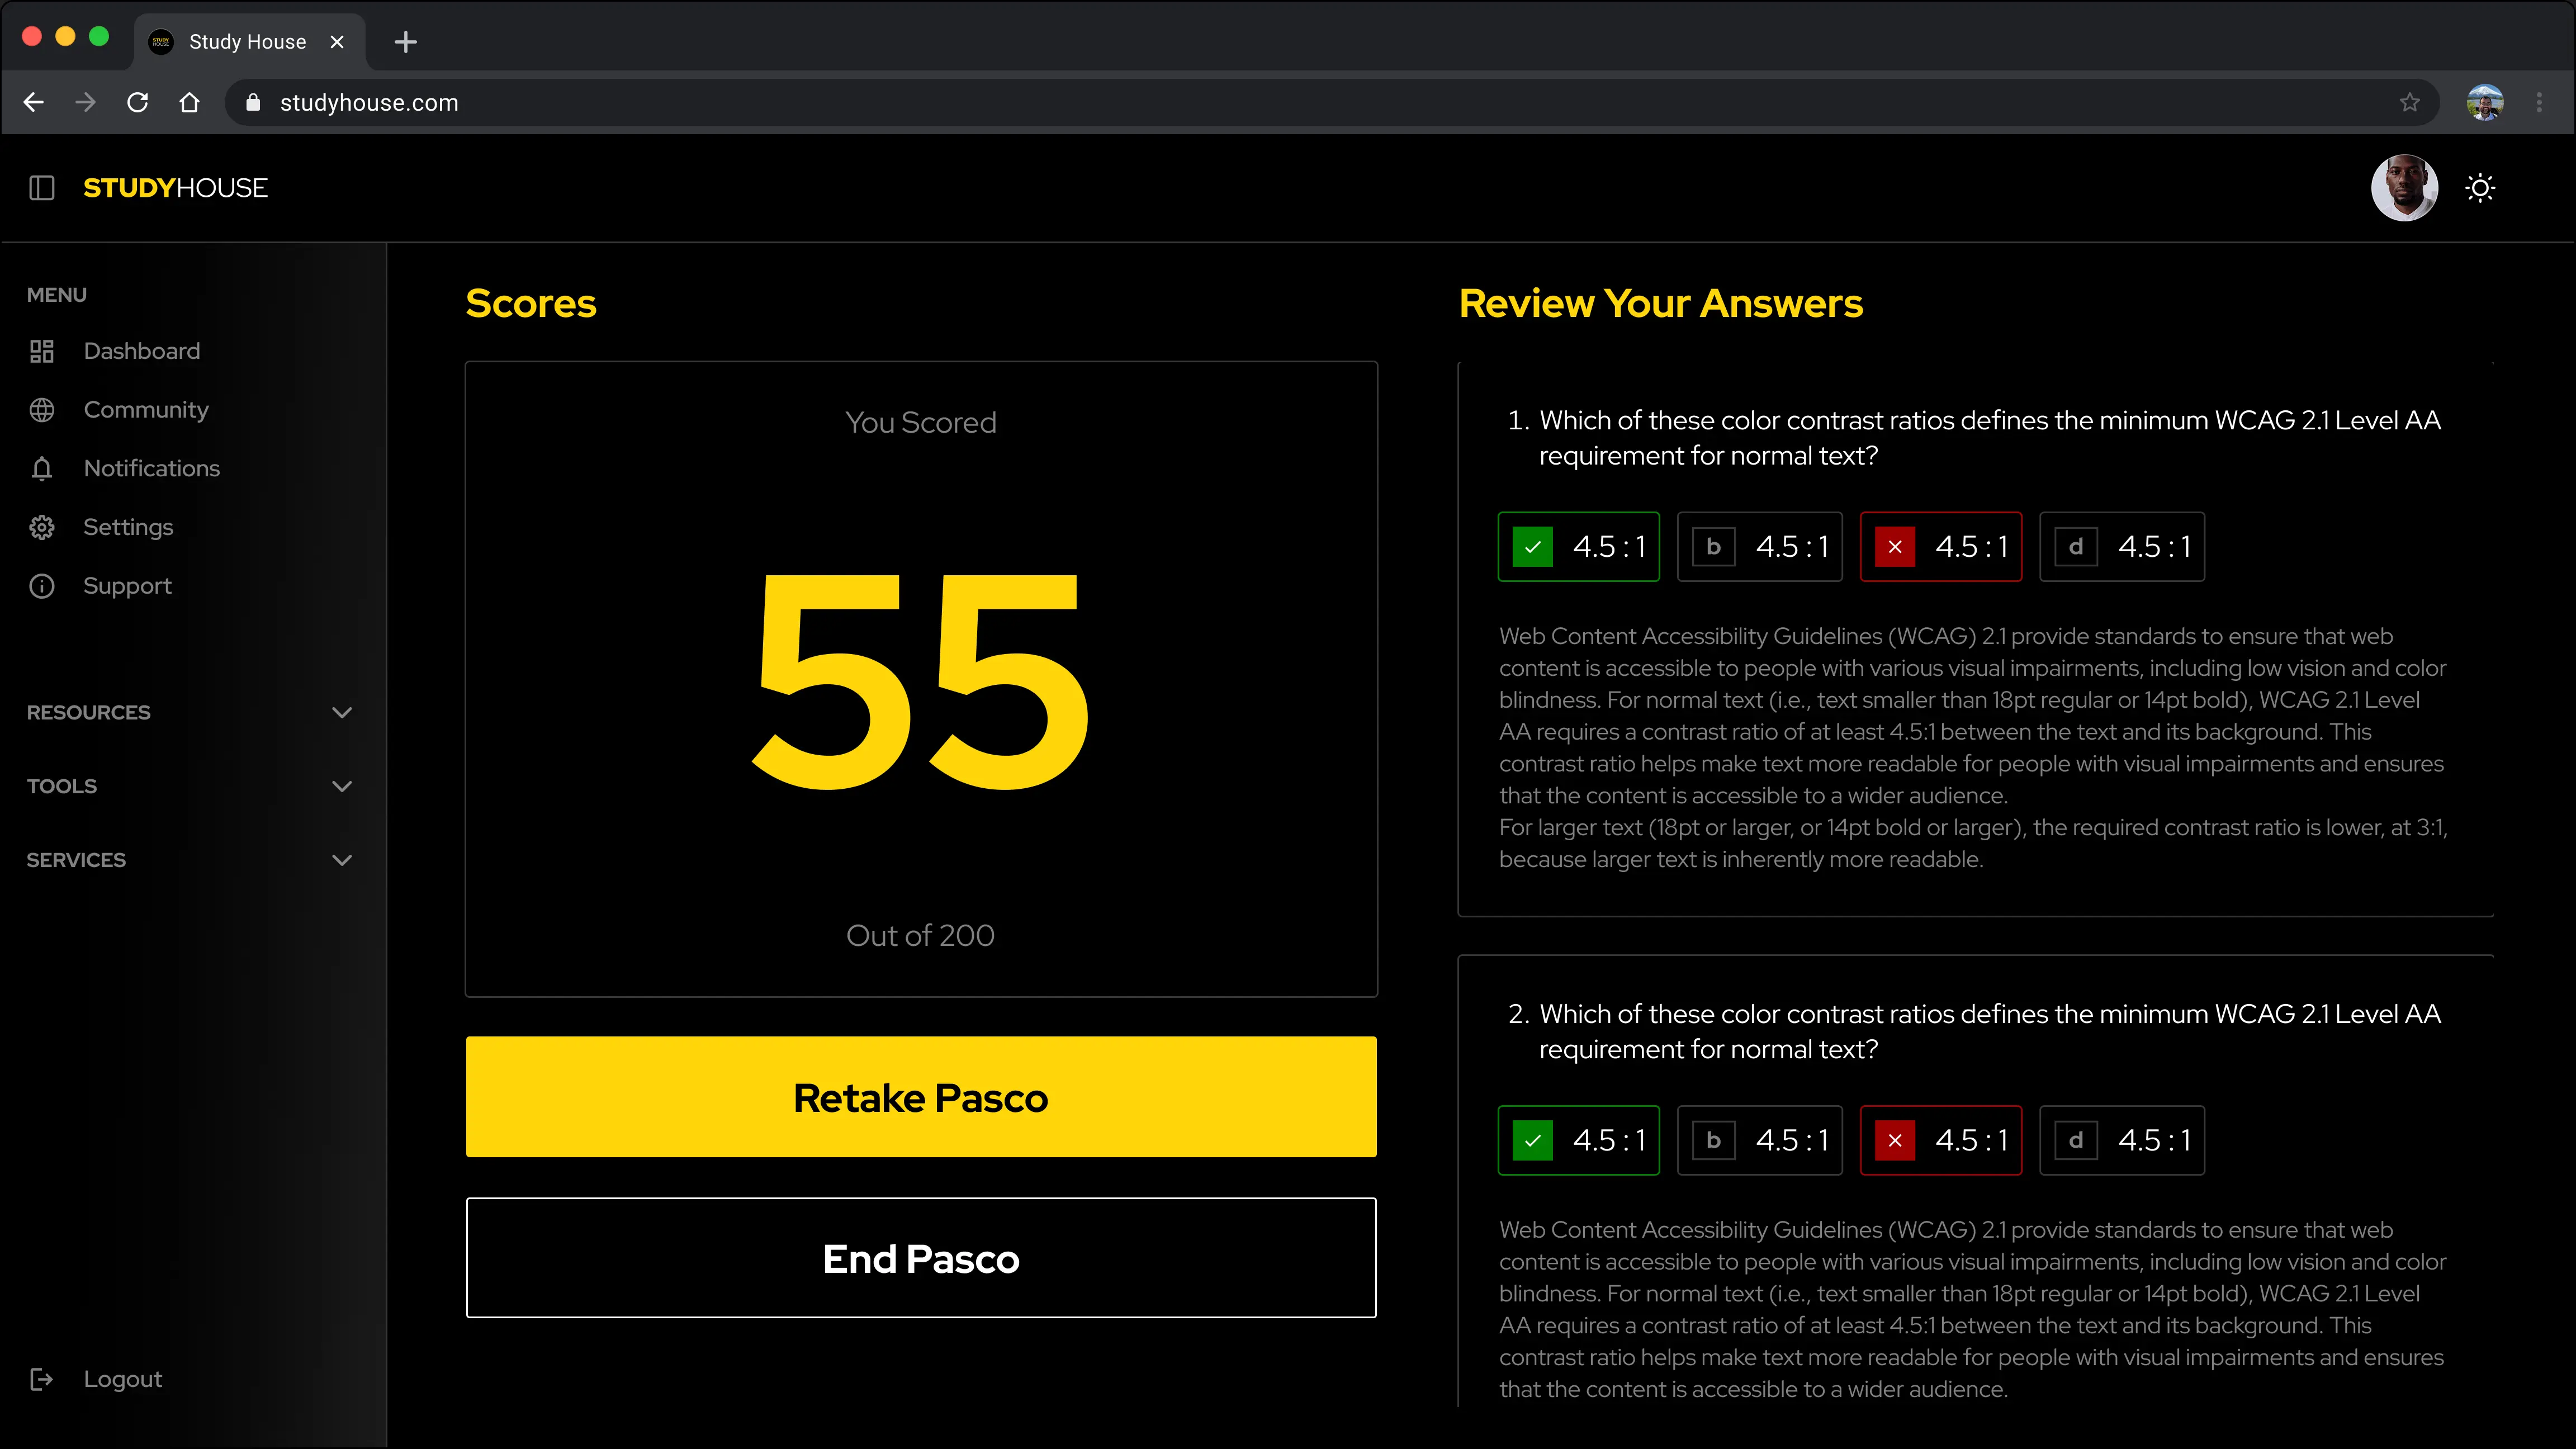 Study House
studyhouse.com
STUDYHOUSE
MENU
Dashboard
Community
Notifications
Settings
Support
RESOURCES
TOOLS
SERVICES
Logout
Scores
You Scored
55
Out of 200
Retake Pasco
End Pasco
Review Your Answers
1. Which of these color contrast ratios defines the minimum WCAG 2.1 Level AA
requirement for normal text?
4.5 : 1 b 4.5 : 1 4.5 : 1 d 4.5 : 1
Web Content Accessibility Guidelines (WCAG) 2.1 provide standards to ensure that web
content is accessible to people with various visual impairments, including low vision and color
blindness. For normal text (i.e., text smaller than 18pt regular or 14pt bold), WCAG 2.1 Level
AA requires a contrast ratio of at least 4.5:1 between the text and its background. This
contrast ratio helps make text more readable for people with visual impairments and ensures
that the content is accessible to a wider audience.
For larger text (18pt or larger, or 14pt bold or larger), the required contrast ratio is lower, at 3:1,
because larger text is inherently more readable.
2. Which of these color contrast ratios defines the minimum WCAG 2.1 Level AA
requirement for normal text?
4.5 : 1 b 4.5 : 1 4.5 : 1 d 4.5 : 1
Web Content Accessibility Guidelines (WCAG) 2.1 provide standards to ensure that web
content is accessible to people with various visual impairments, including low vision and color
blindness. For normal text (i.e., text smaller than 18pt regular or 14pt bold), WCAG 2.1 Level
AA requires a contrast ratio of at least 4.5:1 between the text and its background. This
contrast ratio helps make text more readable for people with visual impairments and ensures
that the content is accessible to a wider audience.